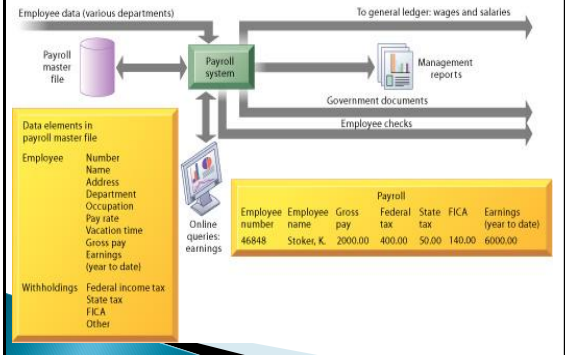 Employee data (various departments)
To general ledger: wages and salaries
Payroll
master
file
Payroll
system
Management
reports
Government documents
Employee checks
Data elements in
payroll master file
Employee Number
Name
Address
Department
Occupation
Pay rate
Vacation time
Gross pay
Earnings
(year to date)
Withholdings Federal income tax
State tax
FICA
Other
Online
queries:
earnings
Payroll
Employee Employee Gross Federal State FICA Earnings
number name pay tax tax (year to date)
46848 Stoker, K. 2000.00 400.00 50.00 140.00 6000.00